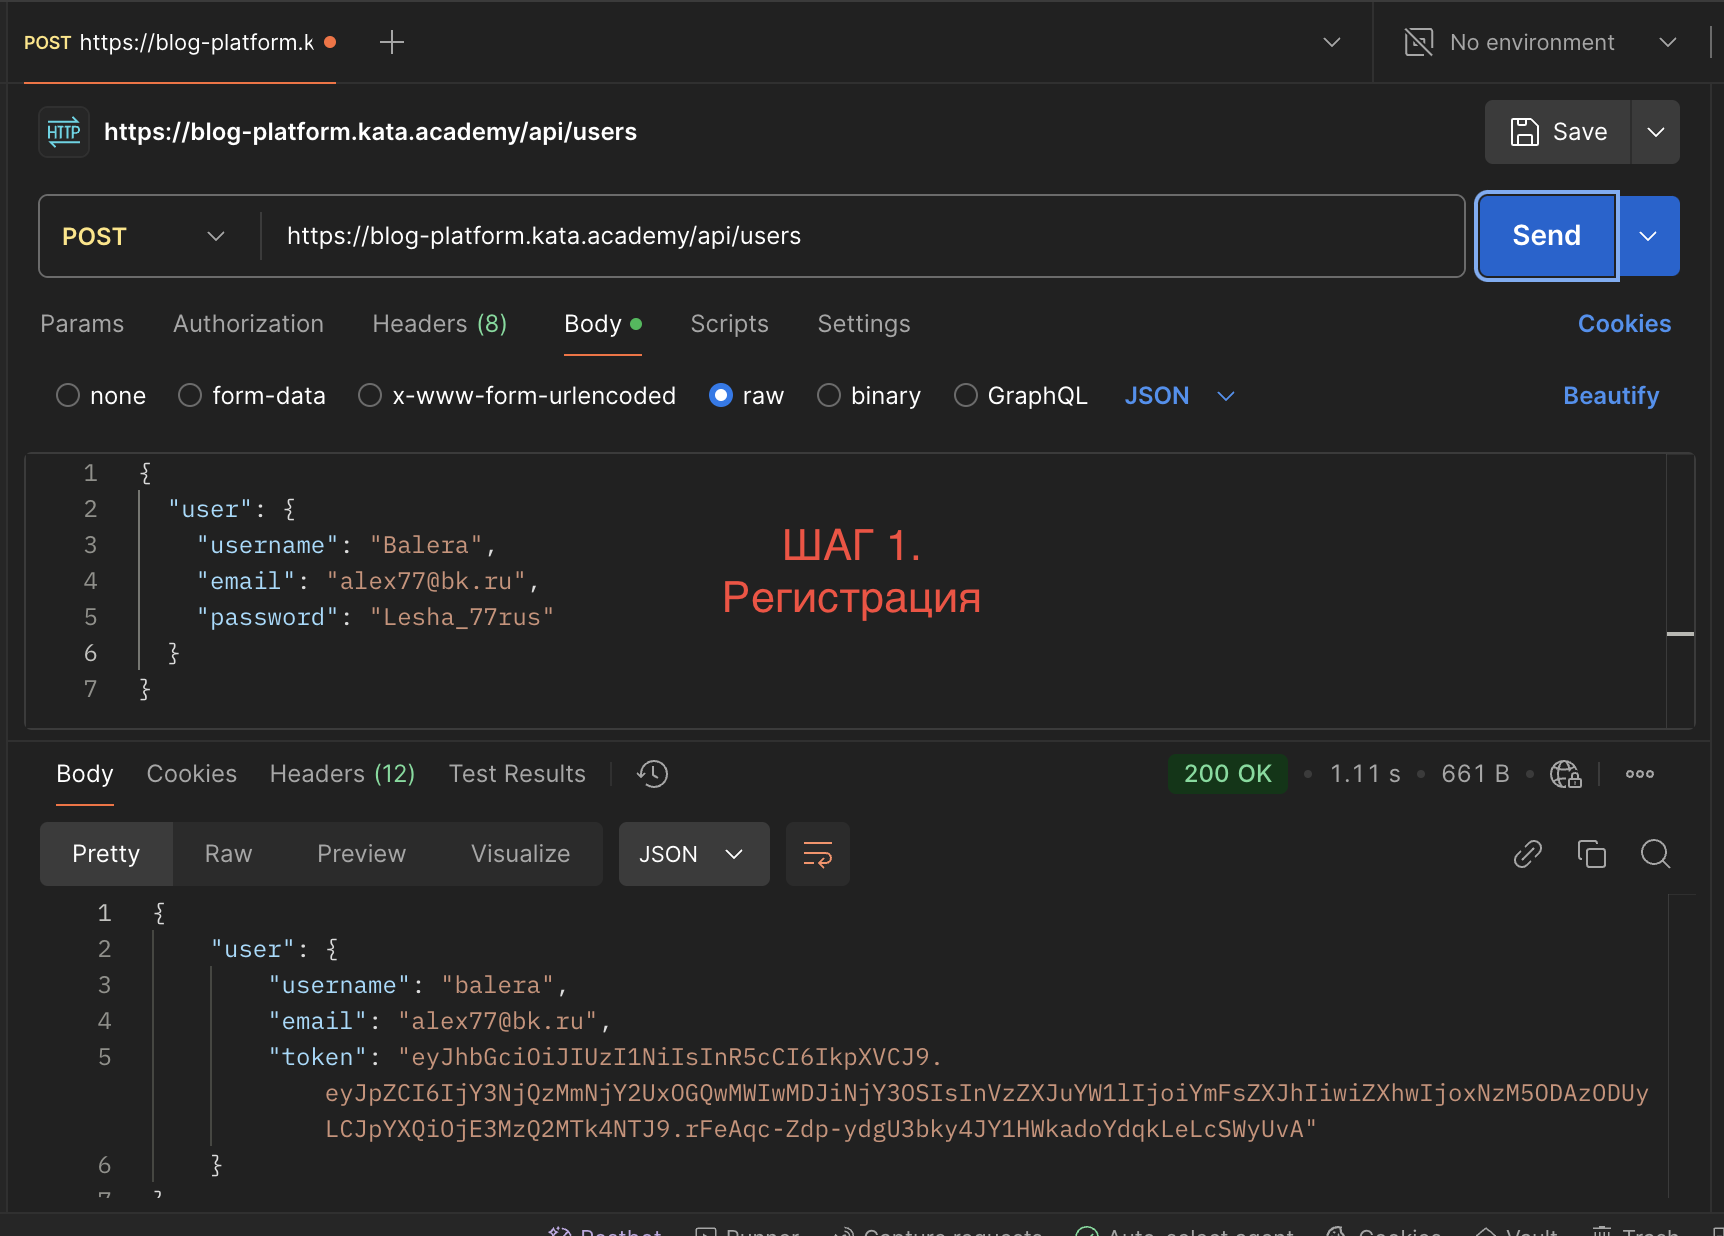 POST https://blog-platform.k
No environment
HTTP https://blog-platform.kata.academy/api/users
Save
POST https://blog-platform.kata.academy/api/users
Send
Params Authorization Headers (8) Body Scripts Settings Cookies
none form-data x-www-form-urlencoded raw binary GraphQL JSON Beautify
1 {
2 "user": {
3 "username": "Balera",
4 "email": "alex77@bk.ru",
5 "password": "Lesha_77rus"
6 }
7 }
ШАГ 1.
Регистрация
Body Cookies Headers (12) Test Results 200 OK • 1.11 s • 661 B
Pretty Raw Preview Visualize JSON
1 {
2 "user": {
3 "username": "balera",
4 "email": "alex77@bk.ru",
5 "token": "eyJhbGciOiJIUzI1NiIsInR5cCI6IkpXVCJ9.
eyJpZCI6IjY3NjQzMmNjY2UxOGQwMWIwMDJiNjY3OSIsInVzZXJuYW1lIjoiYmFsZXJhIiwiZXhwIjoxNzM5ODAzODUy
LCJpYXQiOjE3MzQ2MTk4NTJ9.rFeAqc-Zdp-ydgU3bky4JY1HWkadoYdqkLeLcSWyUvA"
6 }
7 }
Postbot Runner Capture requests Auto-select agent Cookies Vault Trash